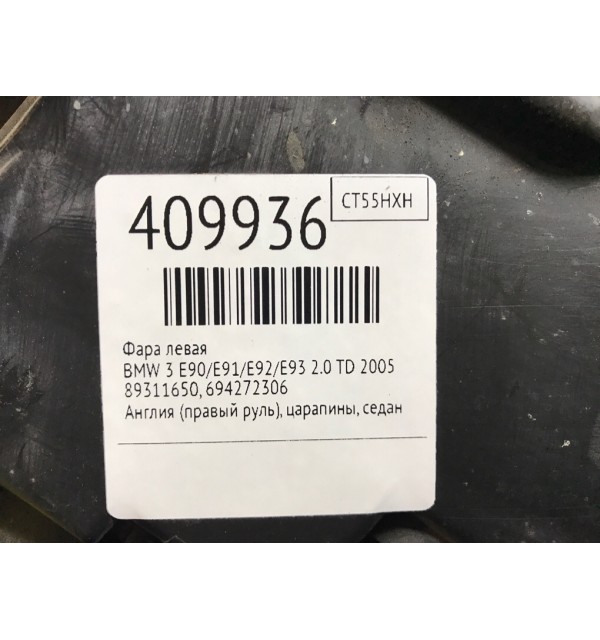 409936
CT55HXH
Фара левая
BMW 3 E90/E91/E92/E93 2.0 TD 2005
89311650, 694272306
Англия (правый руль), царапины, седан